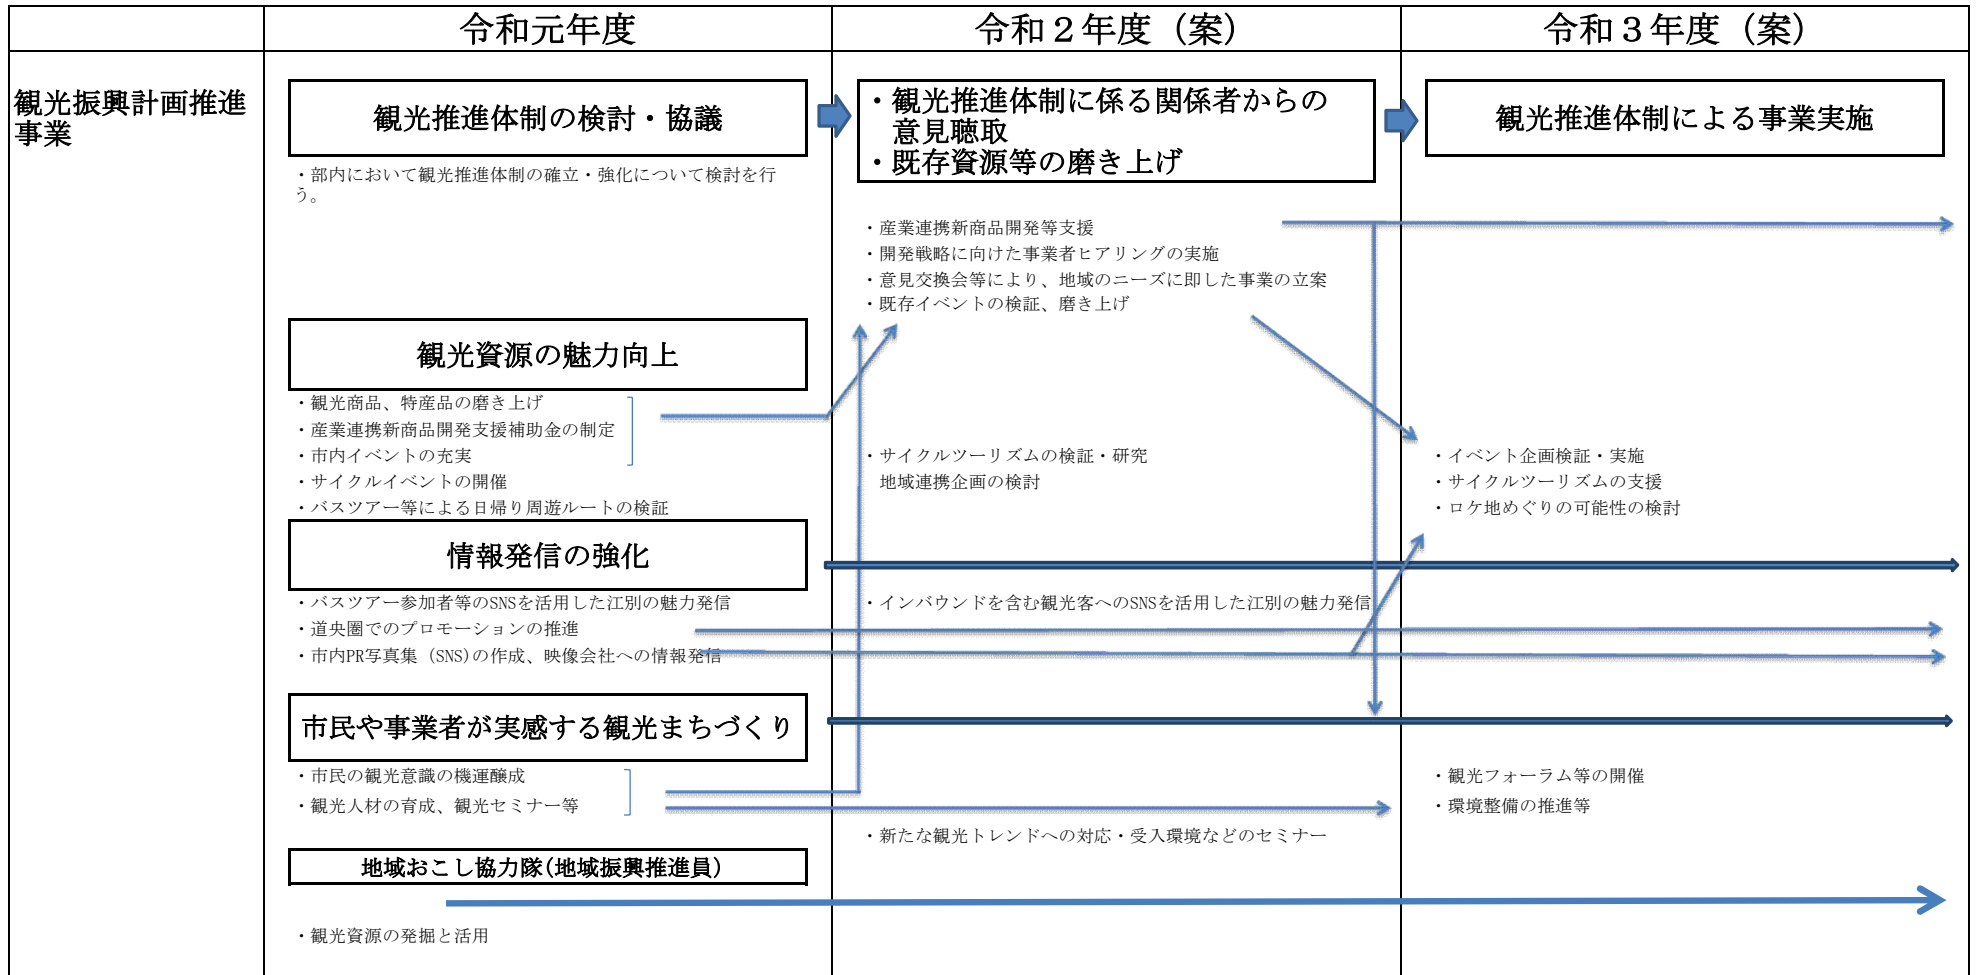 令和元年度
令和２年度（案）
令和３年度（案）
観光振興計画推進
事業
観光推進体制の検討・協議
・部内において観光推進体制の確立・強化について検討を行
う。
観光資源の魅力向上
・観光商品、特産品の磨き上げ
・産業連携新商品開発支援補助金の制定
・市内イベントの充実
・サイクルイベントの開催
・バスツアー等による日帰り周遊ルートの検証
情報発信の強化
・バスツアー参加者等のSNSを活用した江別の魅力発信
・道央圏でのプロモーションの推進
・市内PR写真集（SNS)の作成、映像会社への情報発信
市民や事業者が実感する観光まちづくり
・市民の観光意識の機運醸成
・観光人材の育成、観光セミナー等
地域おこし協力隊（地域振興推進員）
・観光資源の発掘と活用
・観光推進体制に係る関係者からの
意見聴取
・既存資源等の磨き上げ
・産業連携新商品開発等支援
・開発戦略に向けた事業者ヒアリングの実施
・意見交換会等により、地域のニーズに即した事業の立案
・既存イベントの検証、磨き上げ
・サイクルツーリズムの検証・研究
地域連携企画の検討
・インバウンドを含む観光客へのSNSを活用した江別の魅力発信
・新たな観光トレンドへの対応・受入環境などのセミナー
観光推進体制による事業実施
・イベント企画検証・実施
・サイクルツーリズムの支援
・ロケ地めぐりの可能性の検討
・観光フォーラム等の開催
・環境整備の推進等